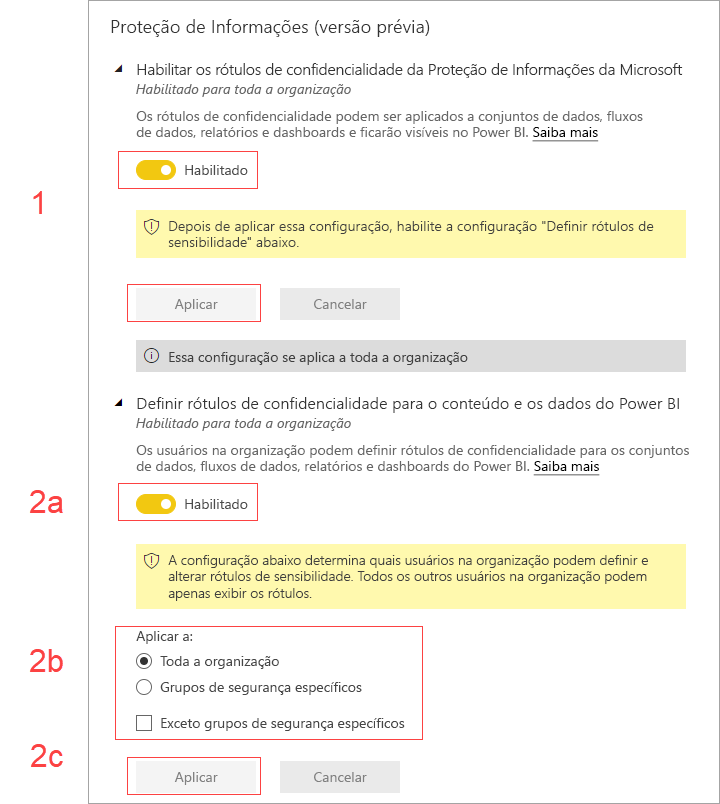 Proteção de Informações (versão prévia)
Habilitar os rótulos de confidencialidade da Proteção de Informações da Microsoft
Habilitado para toda a organização
Os rótulos de confidencialidade podem ser aplicados a conjuntos de dados, fluxos
de dados, relatórios e dashboards e ficarão visíveis no Power BI. Saiba mais
Habilitado
1
Depois de aplicar essa configuração, habilite a configuração "Definir rótulos de
sensibilidade" abaixo.
Aplicar Cancelar
Essa configuração se aplica a toda a organização
Definir rótulos de confidencialidade para o conteúdo e os dados do Power BI
Habilitado para toda a organização
Os usuários na organização podem definir rótulos de confidencialidade para os conjuntos
de dados, fluxos de dados, relatórios e dashboards do Power BI. Saiba mais
2a Habilitado
A configuração abaixo determina quais usuários na organização podem definir e
alterar rótulos de sensibilidade. Todos os outros usuários na organização podem
apenas exibir os rótulos.
Aplicar a:
2b Toda a organização
Grupos de segurança específicos
Exceto grupos de segurança específicos
2c
Aplicar Cancelar